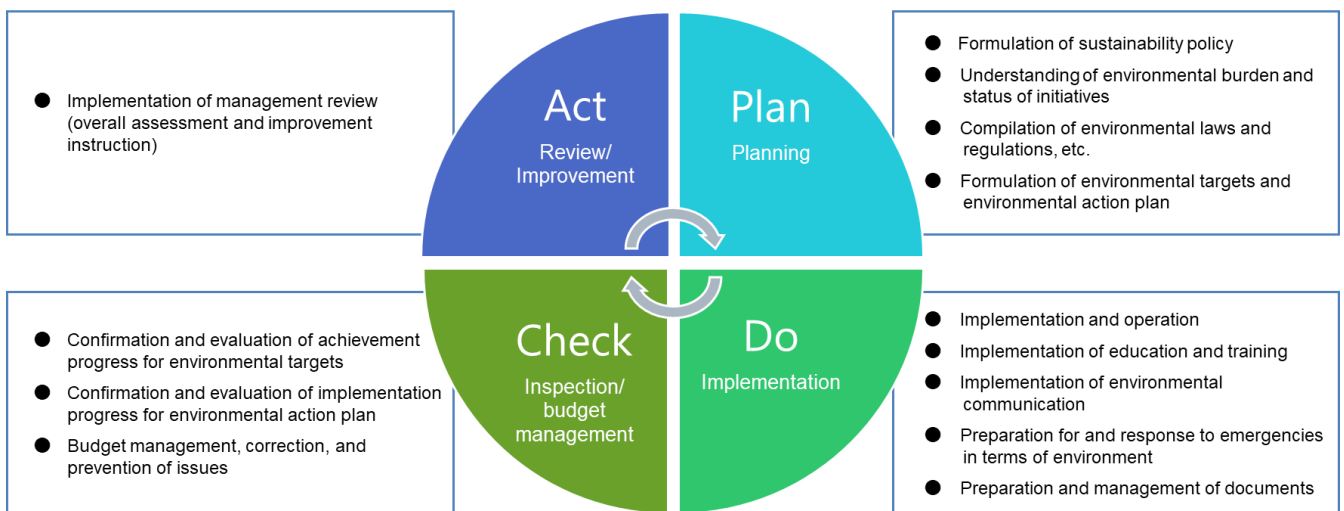 ● Implementation of management review
(overall assessment and improvement
instruction)
Act
Review/
Improvement
Plan
Planning
● Formulation of sustainability policy
● Understanding of environmental burden and
status of initiatives
● Compilation of environmental laws and
regulations, etc.
● Formulation of environmental targets and
environmental action plan
● Confirmation and evaluation of achievement
progress for environmental targets
● Confirmation and evaluation of implementation
progress for environmental action plan
● Budget management, correction, and
prevention of issues
Check
Inspection/
budget
management
Do
Implementation
● Implementation and operation
● Implementation of education and training
● Implementation of environmental
communication
● Preparation for and response to emergencies
in terms of environment
● Preparation and management of documents